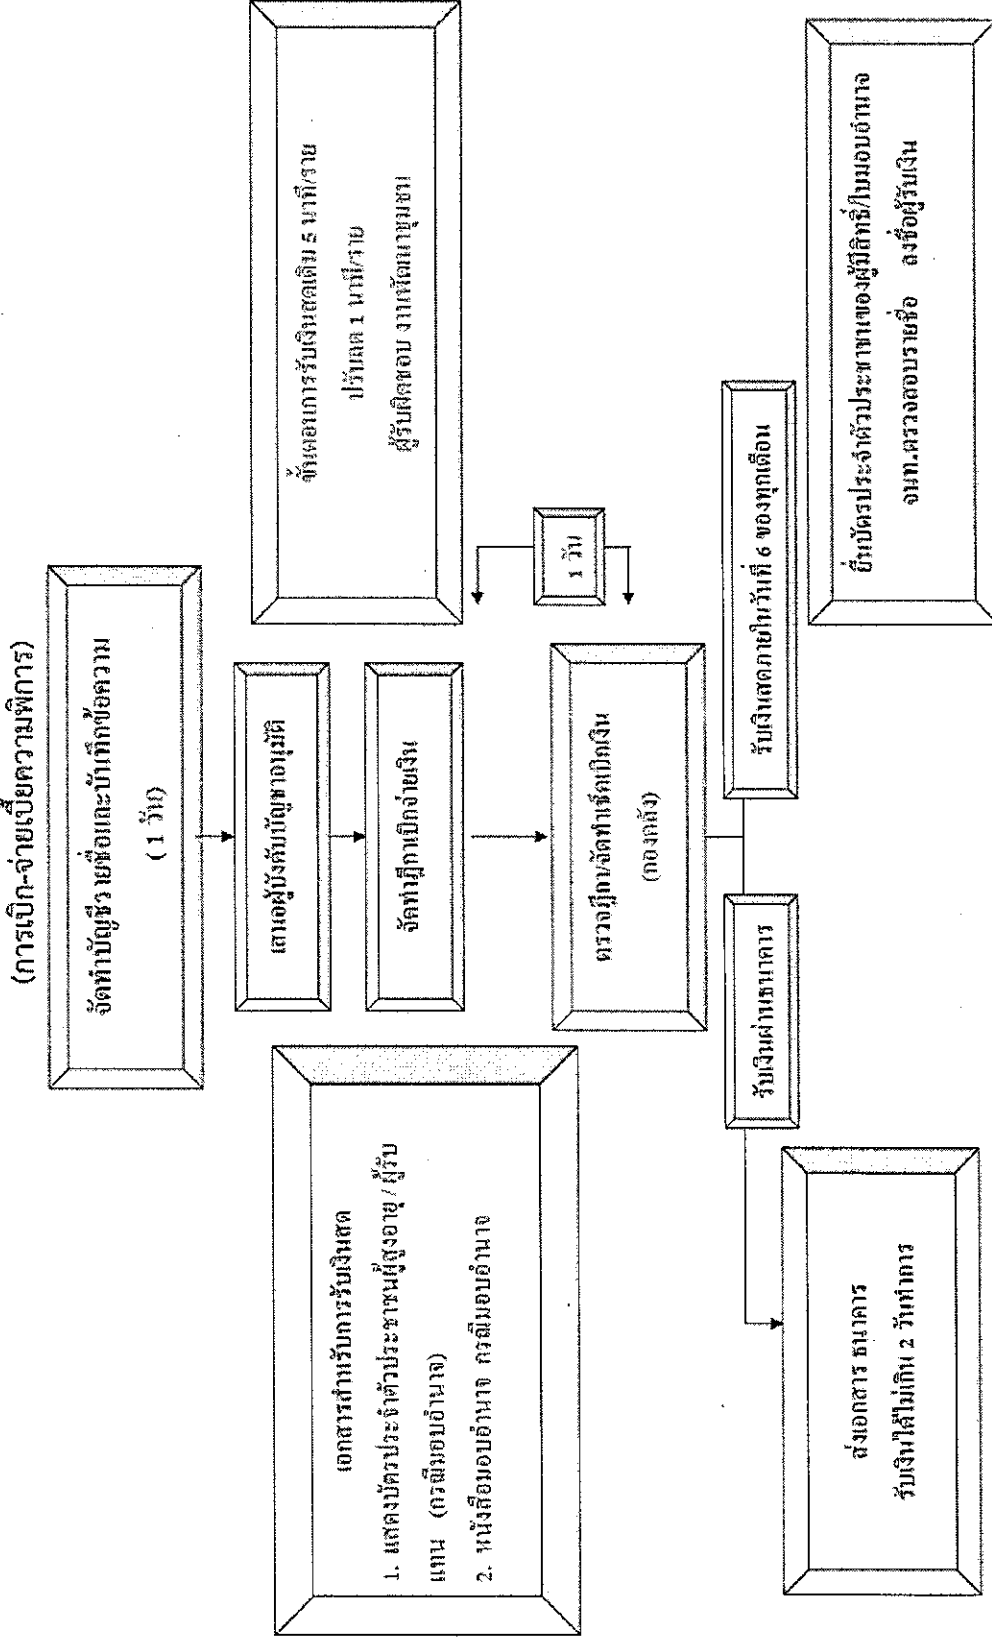 (การเบิก-จ่ายเบี้ยความพิการ)
จัดทำบัญชีรายชื่อและบันทึกข้อความ
( 1 วัน)
เสนอผู้บังคับบัญชาอนุมัติ
จัดทำฎีกาเบิกจ่ายเงิน
ขั้นตอนการรับเงินสดเดิม 5 นาที/ราย
ปรับลด 1 นาที/ราย
ผู้รับผิดชอบ งานพัฒนาชุมชน
เอกสารสำหรับการรับเงินสด
1. แสดงบัตรประจำตัวประชาชนผู้สูงอายุ / ผู้รับ
แทน (กรณีมอบอำนาจ)
2. หนังสือมอบอำนาจ กรณีมอบอำนาจ
1 วัน
ตรวจฎีกา/จัดทำเช็คเบิกเงิน
(กองคลัง)
รับเงินผ่านธนาคาร
รับเงินสดภายในวันที่ 6 ของทุกเดือน
ส่งเอกสาร ธนาคาร
รับเงินได้ไม่เกิน 2 วันทำการ
ยื่นบัตรประจำตัวประชาชนของผู้มีสิทธิ์/ใบมอบอำนาจ
จนท.ตรวจสอบรายชื่อ ลงชื่อผู้รับเงิน